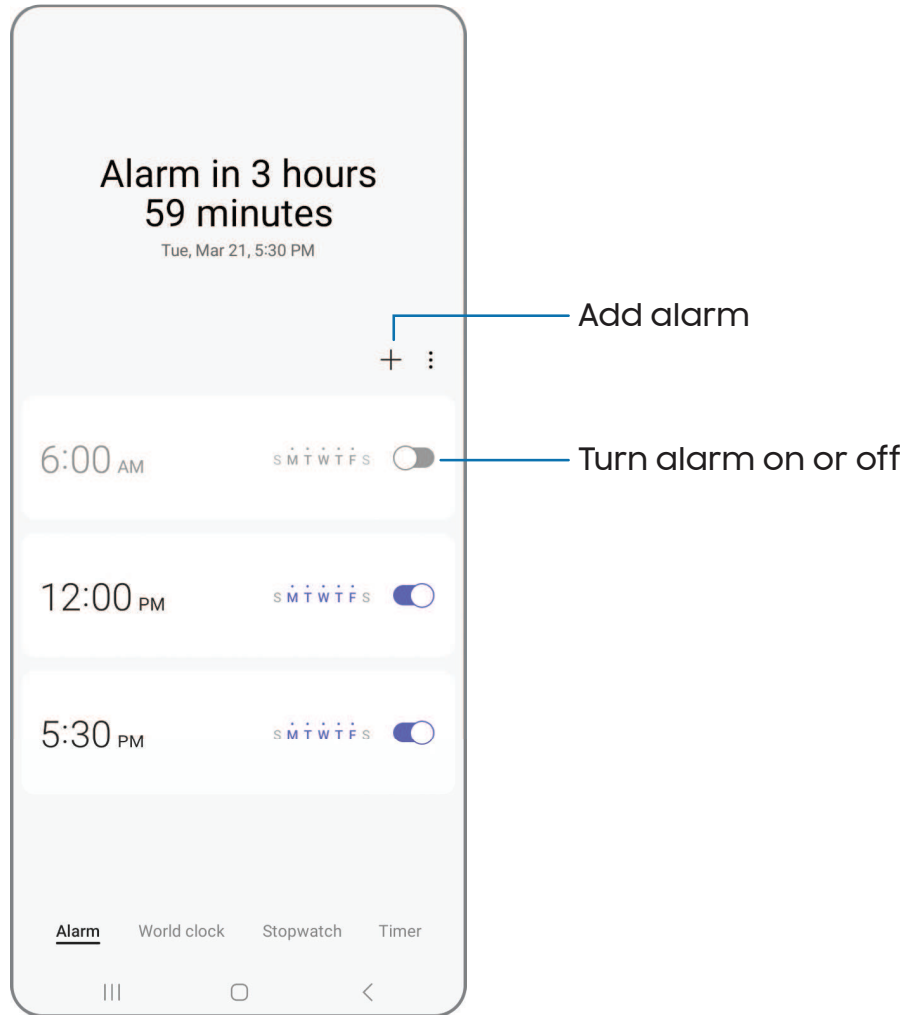 Alarm in 3 hours
59 minutes
Tue, Mar 21, 5:30 PM
Add alarm
6:00 AM S M T W T F S
Turn alarm on or off
12:00 PM S M T W T F S
5:30 PM S M T W T F S
Alarm World clock Stopwatch Timer